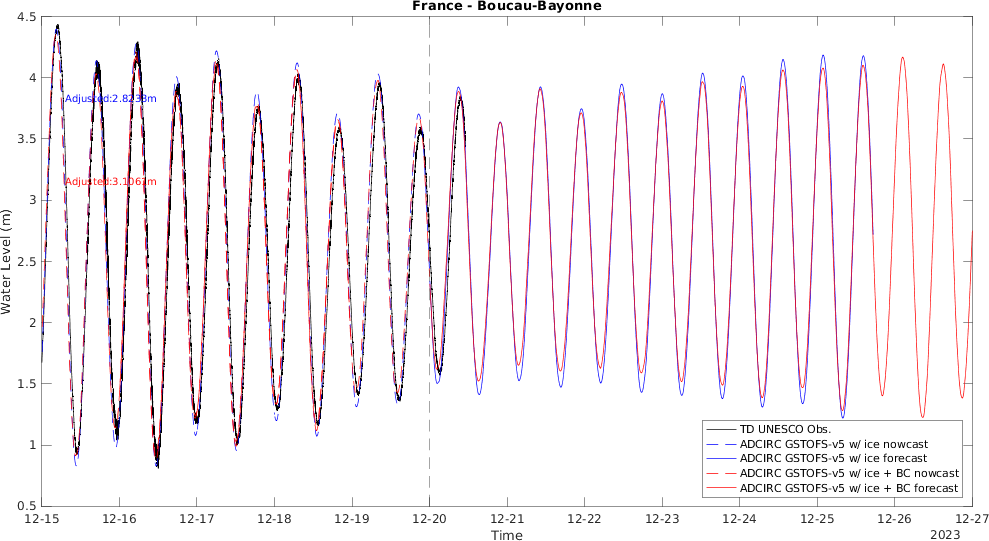 France - Boucau-Bayonne
4.5
4
3.5
3
2.5
2
1.5
1
0.5
Water Level (m)
Adjusted:2.8233m
Adjusted:3.1067m
TD UNESCO Obs.
ADCIRC GSTOFS-v5 w/ ice nowcast
ADCIRC GSTOFS-v5 w/ ice forecast
ADCIRC GSTOFS-v5 w/ ice + BC nowcast
ADCIRC GSTOFS-v5 w/ ice + BC forecast
12-15 12-16 12-17 12-18 12-19 12-20 12-21 12-22 12-23 12-24 12-25 12-26 12-27
Time
2023